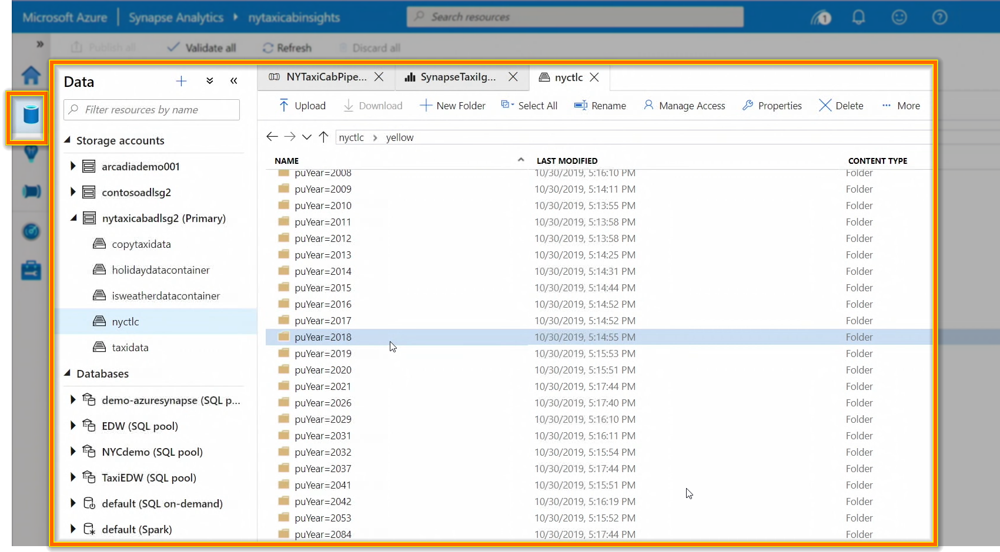 Microsoft Azure | Synapse Analytics nytaxicabinsights
Search resources
1
Publish all Validate all Refresh Discard all
Data
Filter resources by name
Storage accounts
arcadiademo001
contosoadlsg2
nytaxicabadlsg2 (Primary)
copytaxidata
holidaydatacontainer
isweatherdatacontainer
nyctlc
taxidata
Databases
demo-azuresynapse (SQL p...
EDW (SQL pool)
NYCdemo (SQL pool)
TaxiEDW (SQL pool)
default (SQL on-demand)
default (Spark)
NYTaxiCabPipe... SynapseTaxiIg... nyctlc
Upload Download New Folder Select All Rename Manage Access Properties Delete More
nyctlc > yellow
NAME LAST MODIFIED CONTENT TYPE
puYear=2008 10/30/2019, 5:16:10 PM Folder
puYear=2009 10/30/2019, 5:14:11 PM Folder
puYear=2010 10/30/2019, 5:13:55 PM Folder
puYear=2011 10/30/2019, 5:13:58 PM Folder
puYear=2012 10/30/2019, 5:13:58 PM Folder
puYear=2013 10/30/2019, 5:14:25 PM Folder
puYear=2014 10/30/2019, 5:14:31 PM Folder
puYear=2015 10/30/2019, 5:14:44 PM Folder
puYear=2016 10/30/2019, 5:14:52 PM Folder
puYear=2017 10/30/2019, 5:14:52 PM Folder
puYear=2018 10/30/2019, 5:14:55 PM Folder
puYear=2019 10/30/2019, 5:15:53 PM Folder
puYear=2020 10/30/2019, 5:15:51 PM Folder
puYear=2021 10/30/2019, 5:17:44 PM Folder
puYear=2026 10/30/2019, 5:17:40 PM Folder
puYear=2029 10/30/2019, 5:16:10 PM Folder
puYear=2031 10/30/2019, 5:16:11 PM Folder
puYear=2032 10/30/2019, 5:15:54 PM Folder
puYear=2037 10/30/2019, 5:17:44 PM Folder
puYear=2041 10/30/2019, 5:15:51 PM Folder
puYear=2042 10/30/2019, 5:16:19 PM Folder
puYear=2053 10/30/2019, 5:15:52 PM Folder
puYear=2084 10/30/2019, 5:17:44 PM Folder